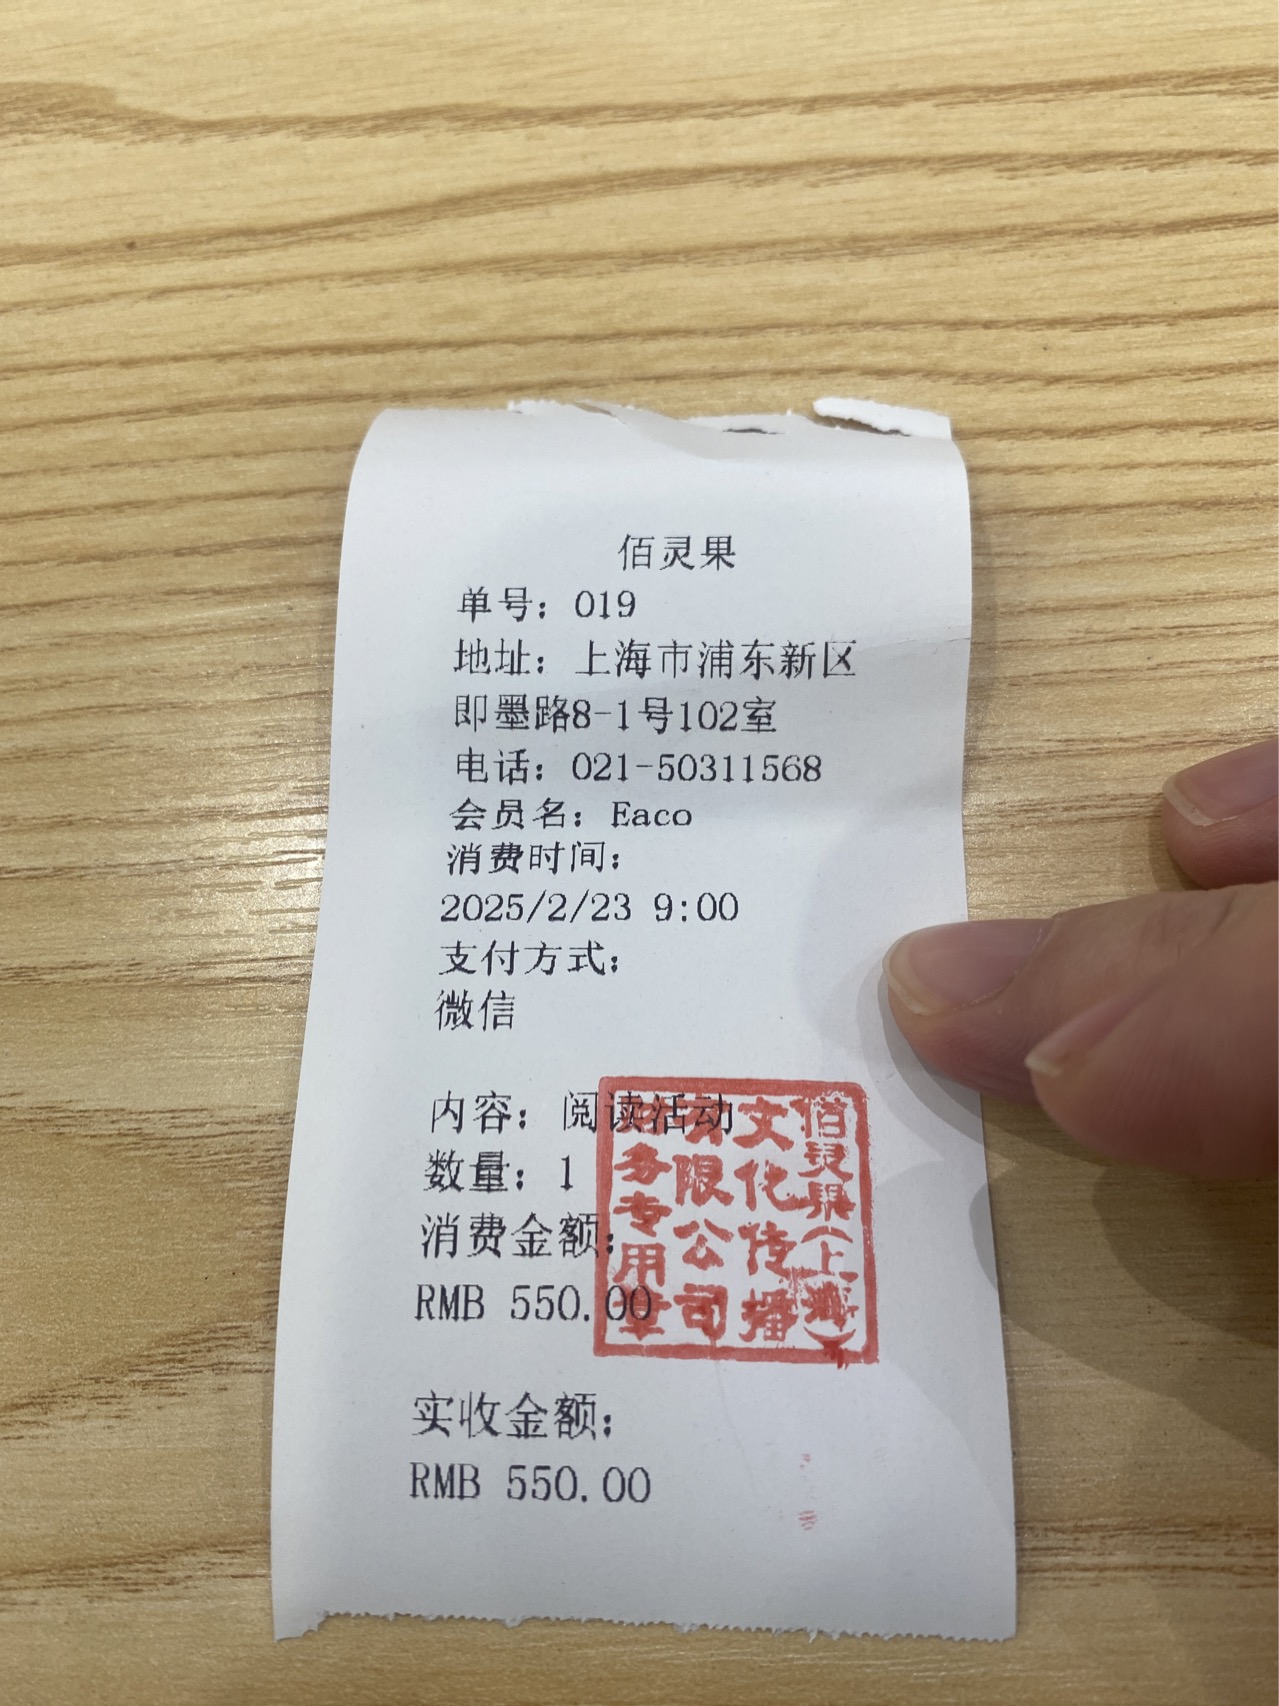 佰灵果
单号：019
地址：上海市浦东新区
即墨路8-1号102室
电话：021-50311568
会员名：Eaco
消费时间：
2025/2/23 9:00
支付方式：
微信
内容：阅读活动
数量：1
消费金额：
RMB 550.00
实收金额：
RMB 550.00
佰灵果（上海）
文化传播
有限公司
财务专用章